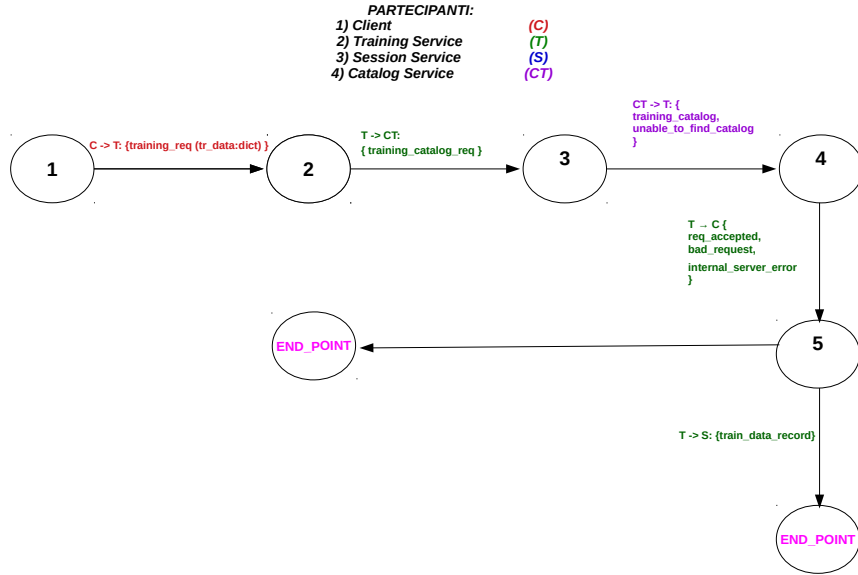 PARTECIPANTI:
1) Client (C)
2) Training Service (T)
3) Session Service (S)
4) Catalog Service (CT)
CT -> T: {
training_catalog,
unable_to_find_catalog
}
C -> T: {training_req (tr_data:dict) }
T -> CT:
{ training_catalog_req }
1
2
3
4
T → C {
req_accepted,
bad_request,
internal_server_error
}
END_POINT
5
T -> S: {train_data_record}
END_POINT